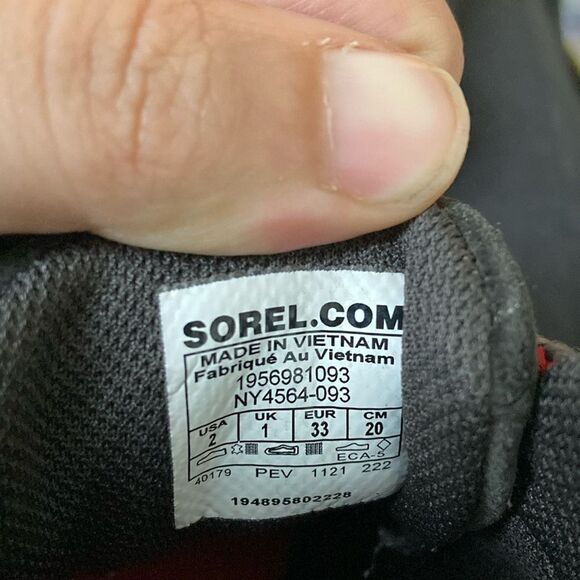 SOREL.COM
MADE IN VIETNAM
Fabriqué Au Vietnam
1956981093
NY4564-093
USA UK EUR CM
2 1 33 20
ECA-5
40179 PEV 1121 222
194895802228